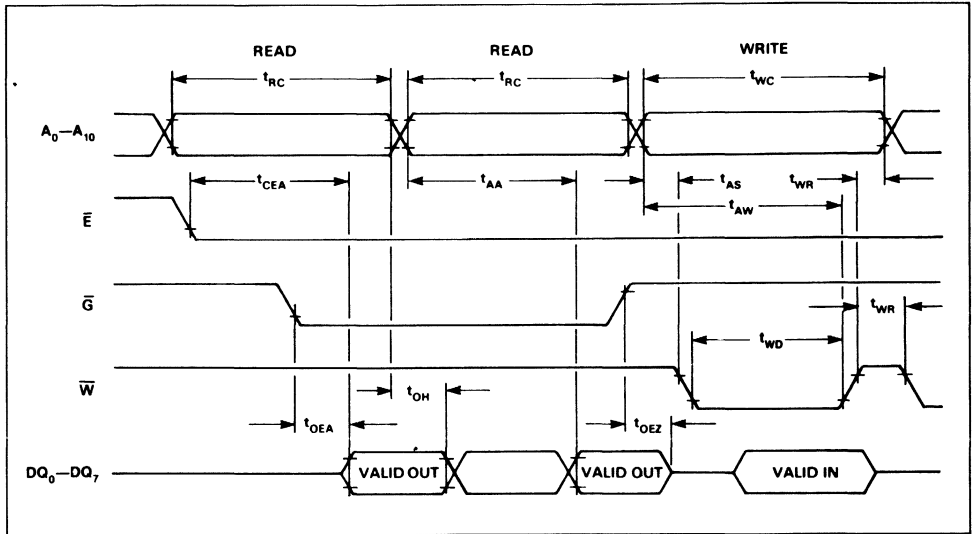 READ READ WRITE
tRC tRC tWC
A0—A10
tCEA tAA tAS tWR
tAW
E̅
G̅
tWR
tWD
W̅
tOH
tOEA tOEZ
DQ0—DQ7 VALID OUT VALID OUT VALID IN